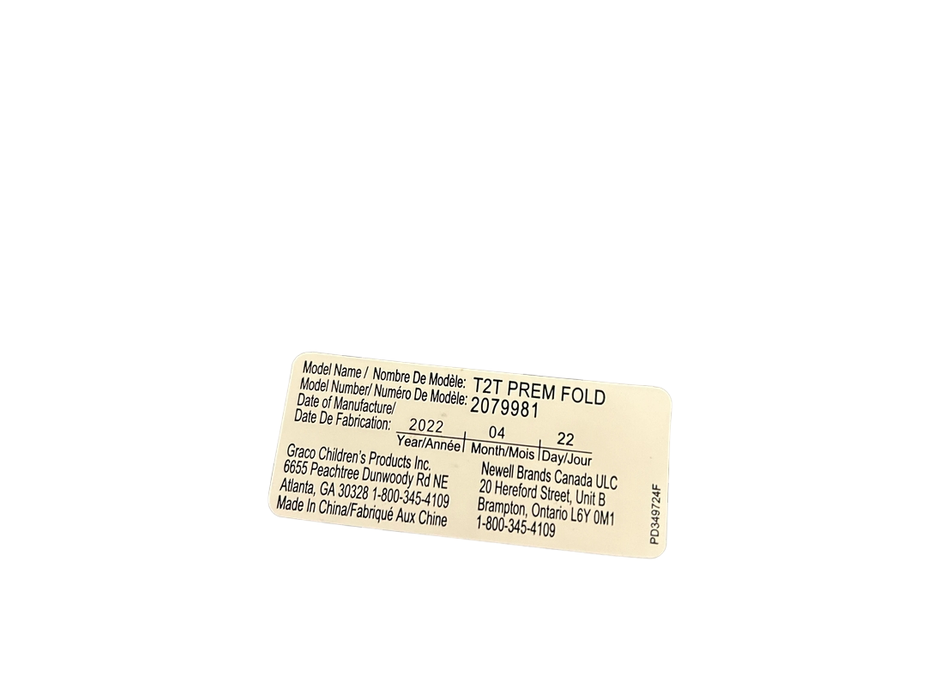 Model Name / Nombre De Modèle: T2T PREM FOLD
Model Number/ Numéro De Modèle: 2079981
Date of Manufacture/
Date De Fabrication: 2022 04 22
Year/Année Month/Mois Day/Jour
Graco Children's Products Inc.
6655 Peachtree Dunwoody Rd NE
Atlanta, GA 30328 1-800-345-4109
Made In China/Fabriqué Aux Chine
Newell Brands Canada ULC
20 Hereford Street, Unit B
Brampton, Ontario L6Y 0M1
1-800-345-4109
PD349724F